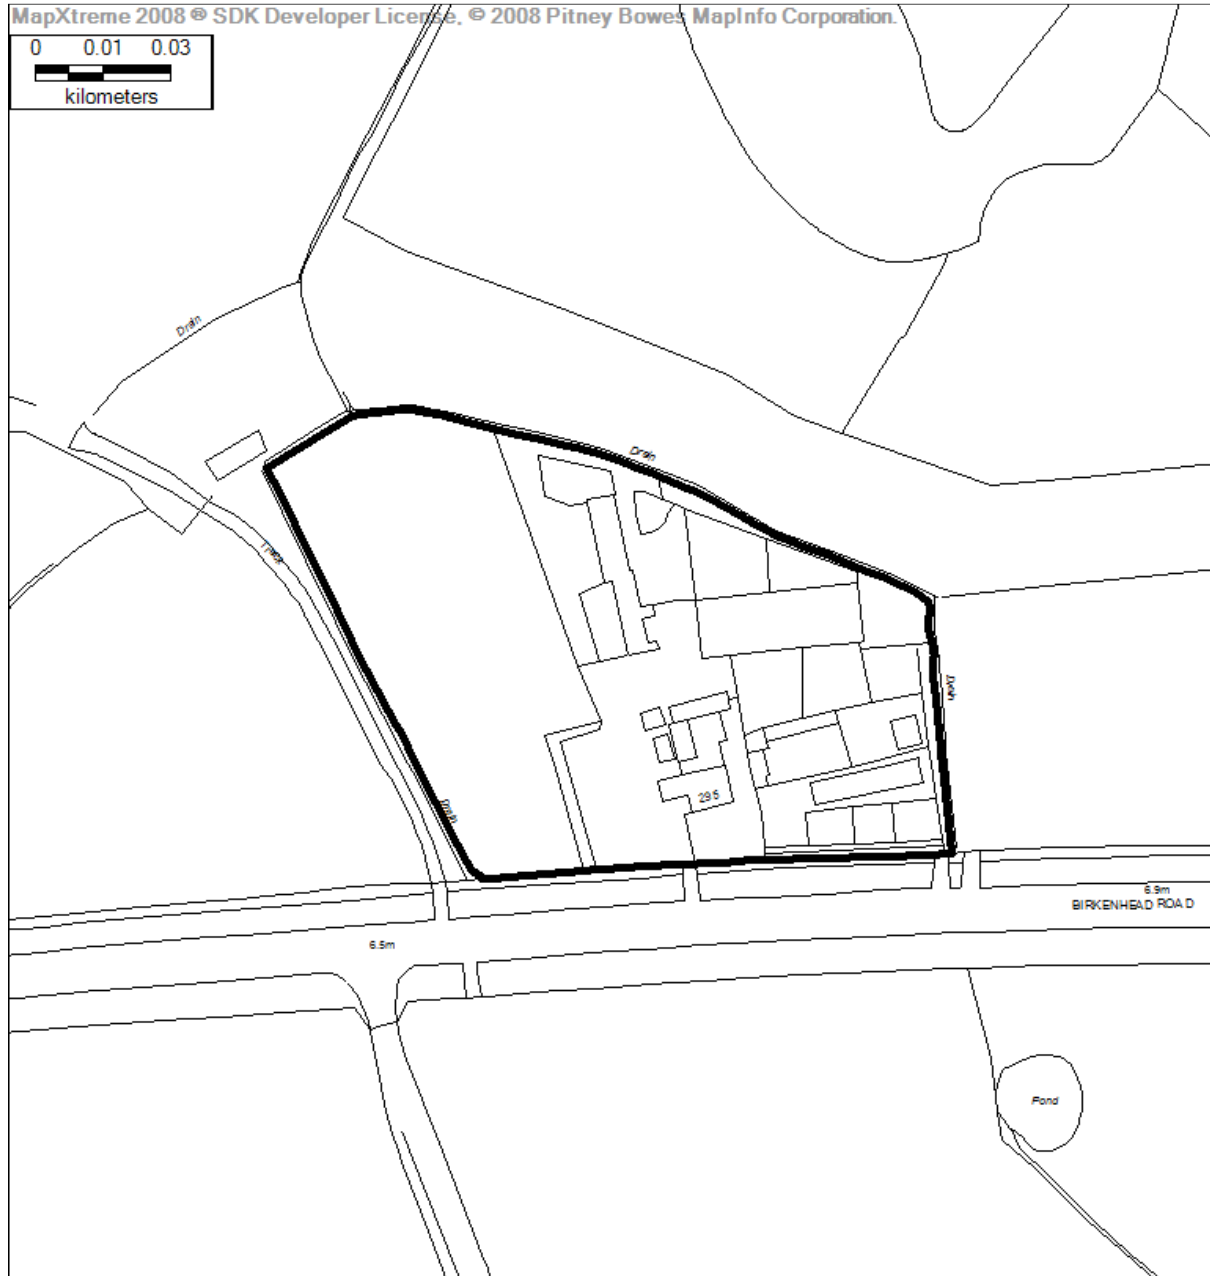 MapXtreme 2008 ® SDK Developer License. © 2008 Pitney Bowes MapInfo Corporation.
0 0.01 0.03
kilometers
Drain
Drain
Track
Drain
295
Drain
6.9m
BIRKENHEAD ROAD
6.5m
Pond